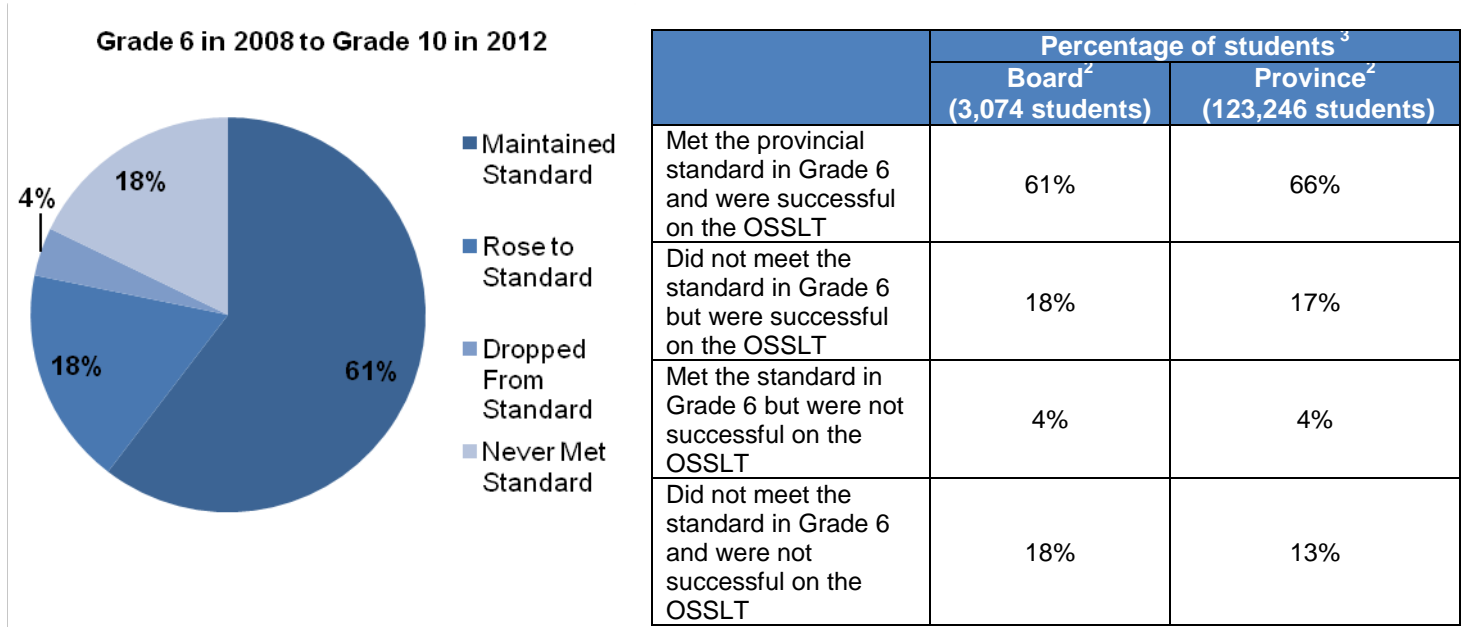 Grade 6 in 2008 to Grade 10 in 2012
18%
4%
18%
61%
Maintained
Standard
Rose to
Standard
Dropped
From
Standard
Never Met
Standard
Percentage of students 3
Board2
(3,074 students)
Province2
(123,246 students)
Met the provincial
standard in Grade 6
and were successful
on the OSSLT
61%
66%
Did not meet the
standard in Grade 6
but were successful
on the OSSLT
18%
17%
Met the standard in
Grade 6 but were not
successful on the
OSSLT
4%
4%
Did not meet the
standard in Grade 6
and were not
successful on the
OSSLT
18%
13%